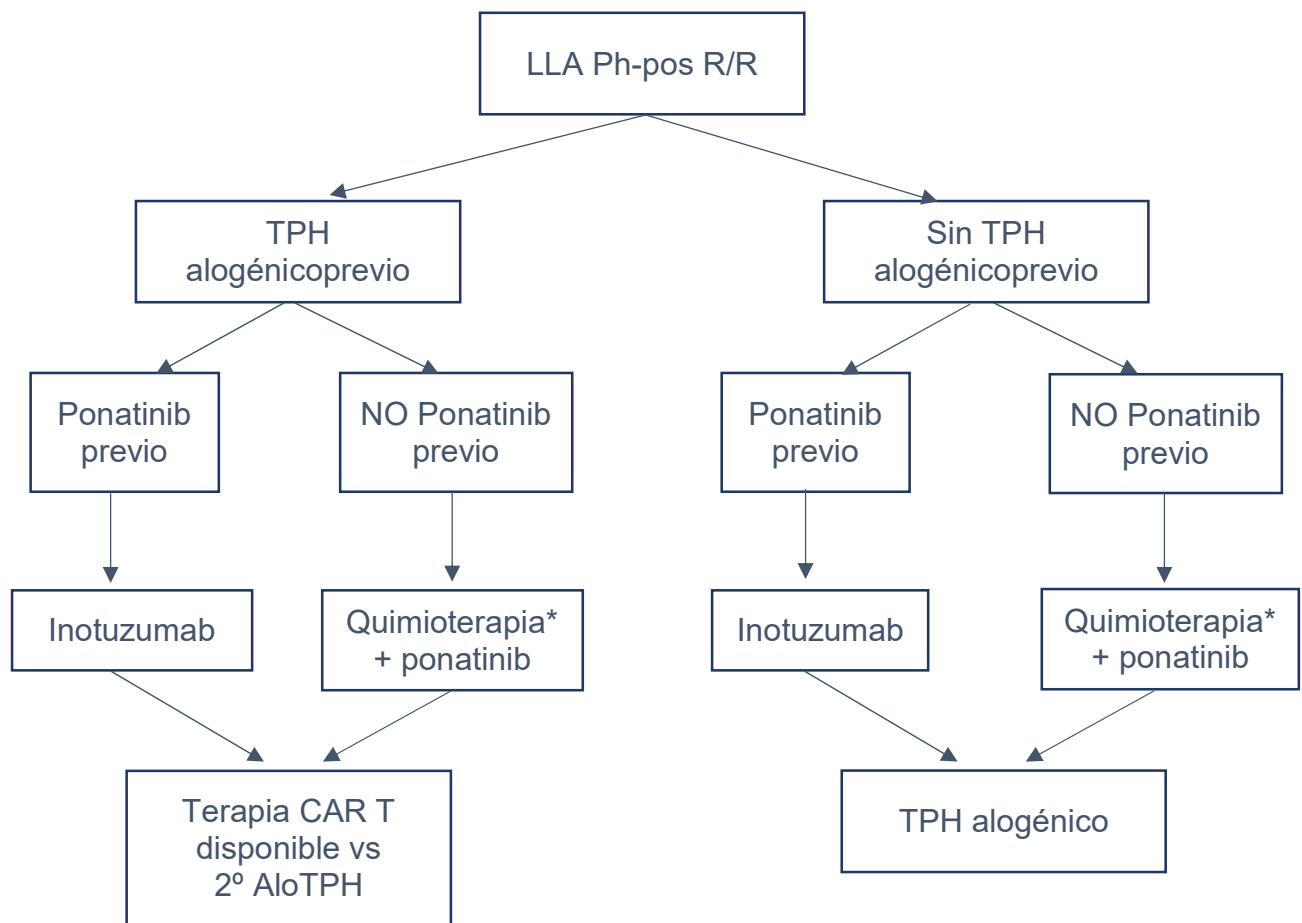 LLA Ph-pos R/R
TPH
alogénicoprevio
Sin TPH
alogénicoprevio
Ponatinib
previo
NO Ponatinib
previo
Ponatinib
previo
NO Ponatinib
previo
Inotuzumab
Quimioterapia*
+ ponatinib
Inotuzumab
Quimioterapia*
+ ponatinib
Terapia CAR T
disponible vs
2º AloTPH
TPH alogénico